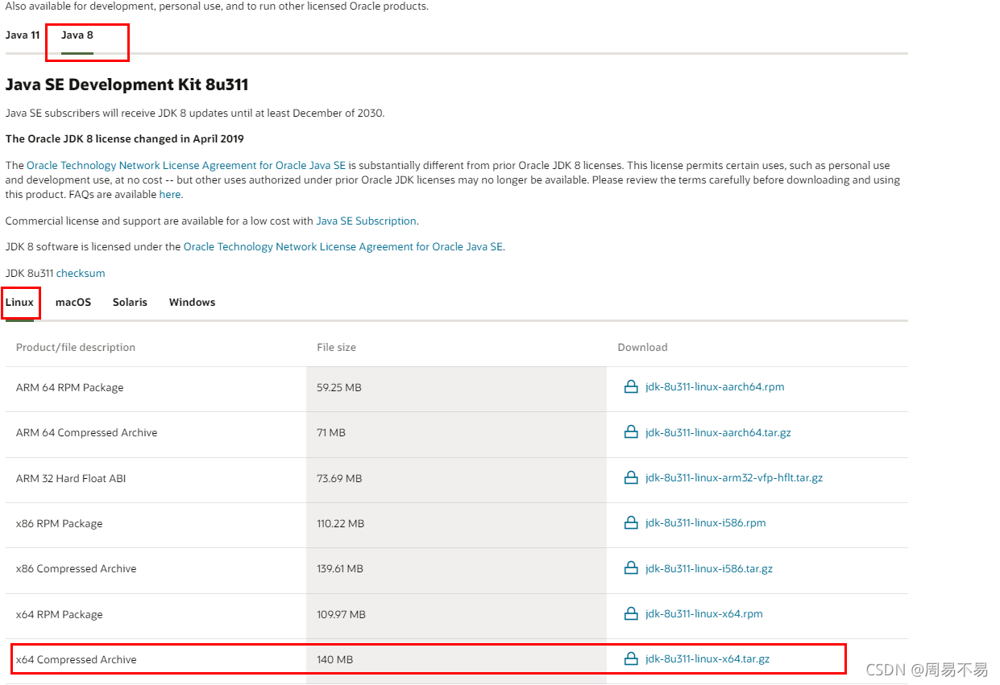 Also available for development, personal use, and to run other licensed Oracle products.
Java 11 Java 8
Java SE Development Kit 8u311
Java SE subscribers will receive JDK 8 updates until at least December of 2030.
The Oracle JDK 8 license changed in April 2019
The Oracle Technology Network License Agreement for Oracle Java SE is substantially different from prior Oracle JDK 8 licenses. This license permits certain uses, such as personal use
and development use, at no cost -- but other uses authorized under prior Oracle JDK licenses may no longer be available. Please review the terms carefully before downloading and using
this product. FAQs are available here.
Commercial license and support are available for a low cost with Java SE Subscription.
JDK 8 software is licensed under the Oracle Technology Network License Agreement for Oracle Java SE.
JDK 8u311 checksum
Linux macOS Solaris Windows
Product/file description File size Download
ARM 64 RPM Package 59.25 MB jdk-8u311-linux-aarch64.rpm
ARM 64 Compressed Archive 71 MB jdk-8u311-linux-aarch64.tar.gz
ARM 32 Hard Float ABI 73.69 MB jdk-8u311-linux-arm32-vfp-hflt.tar.gz
x86 RPM Package 110.22 MB jdk-8u311-linux-i586.rpm
x86 Compressed Archive 139.61 MB jdk-8u311-linux-i586.tar.gz
x64 RPM Package 109.97 MB jdk-8u311-linux-x64.rpm
x64 Compressed Archive 140 MB jdk-8u311-linux-x64.tar.gz
CSDN @周易不易